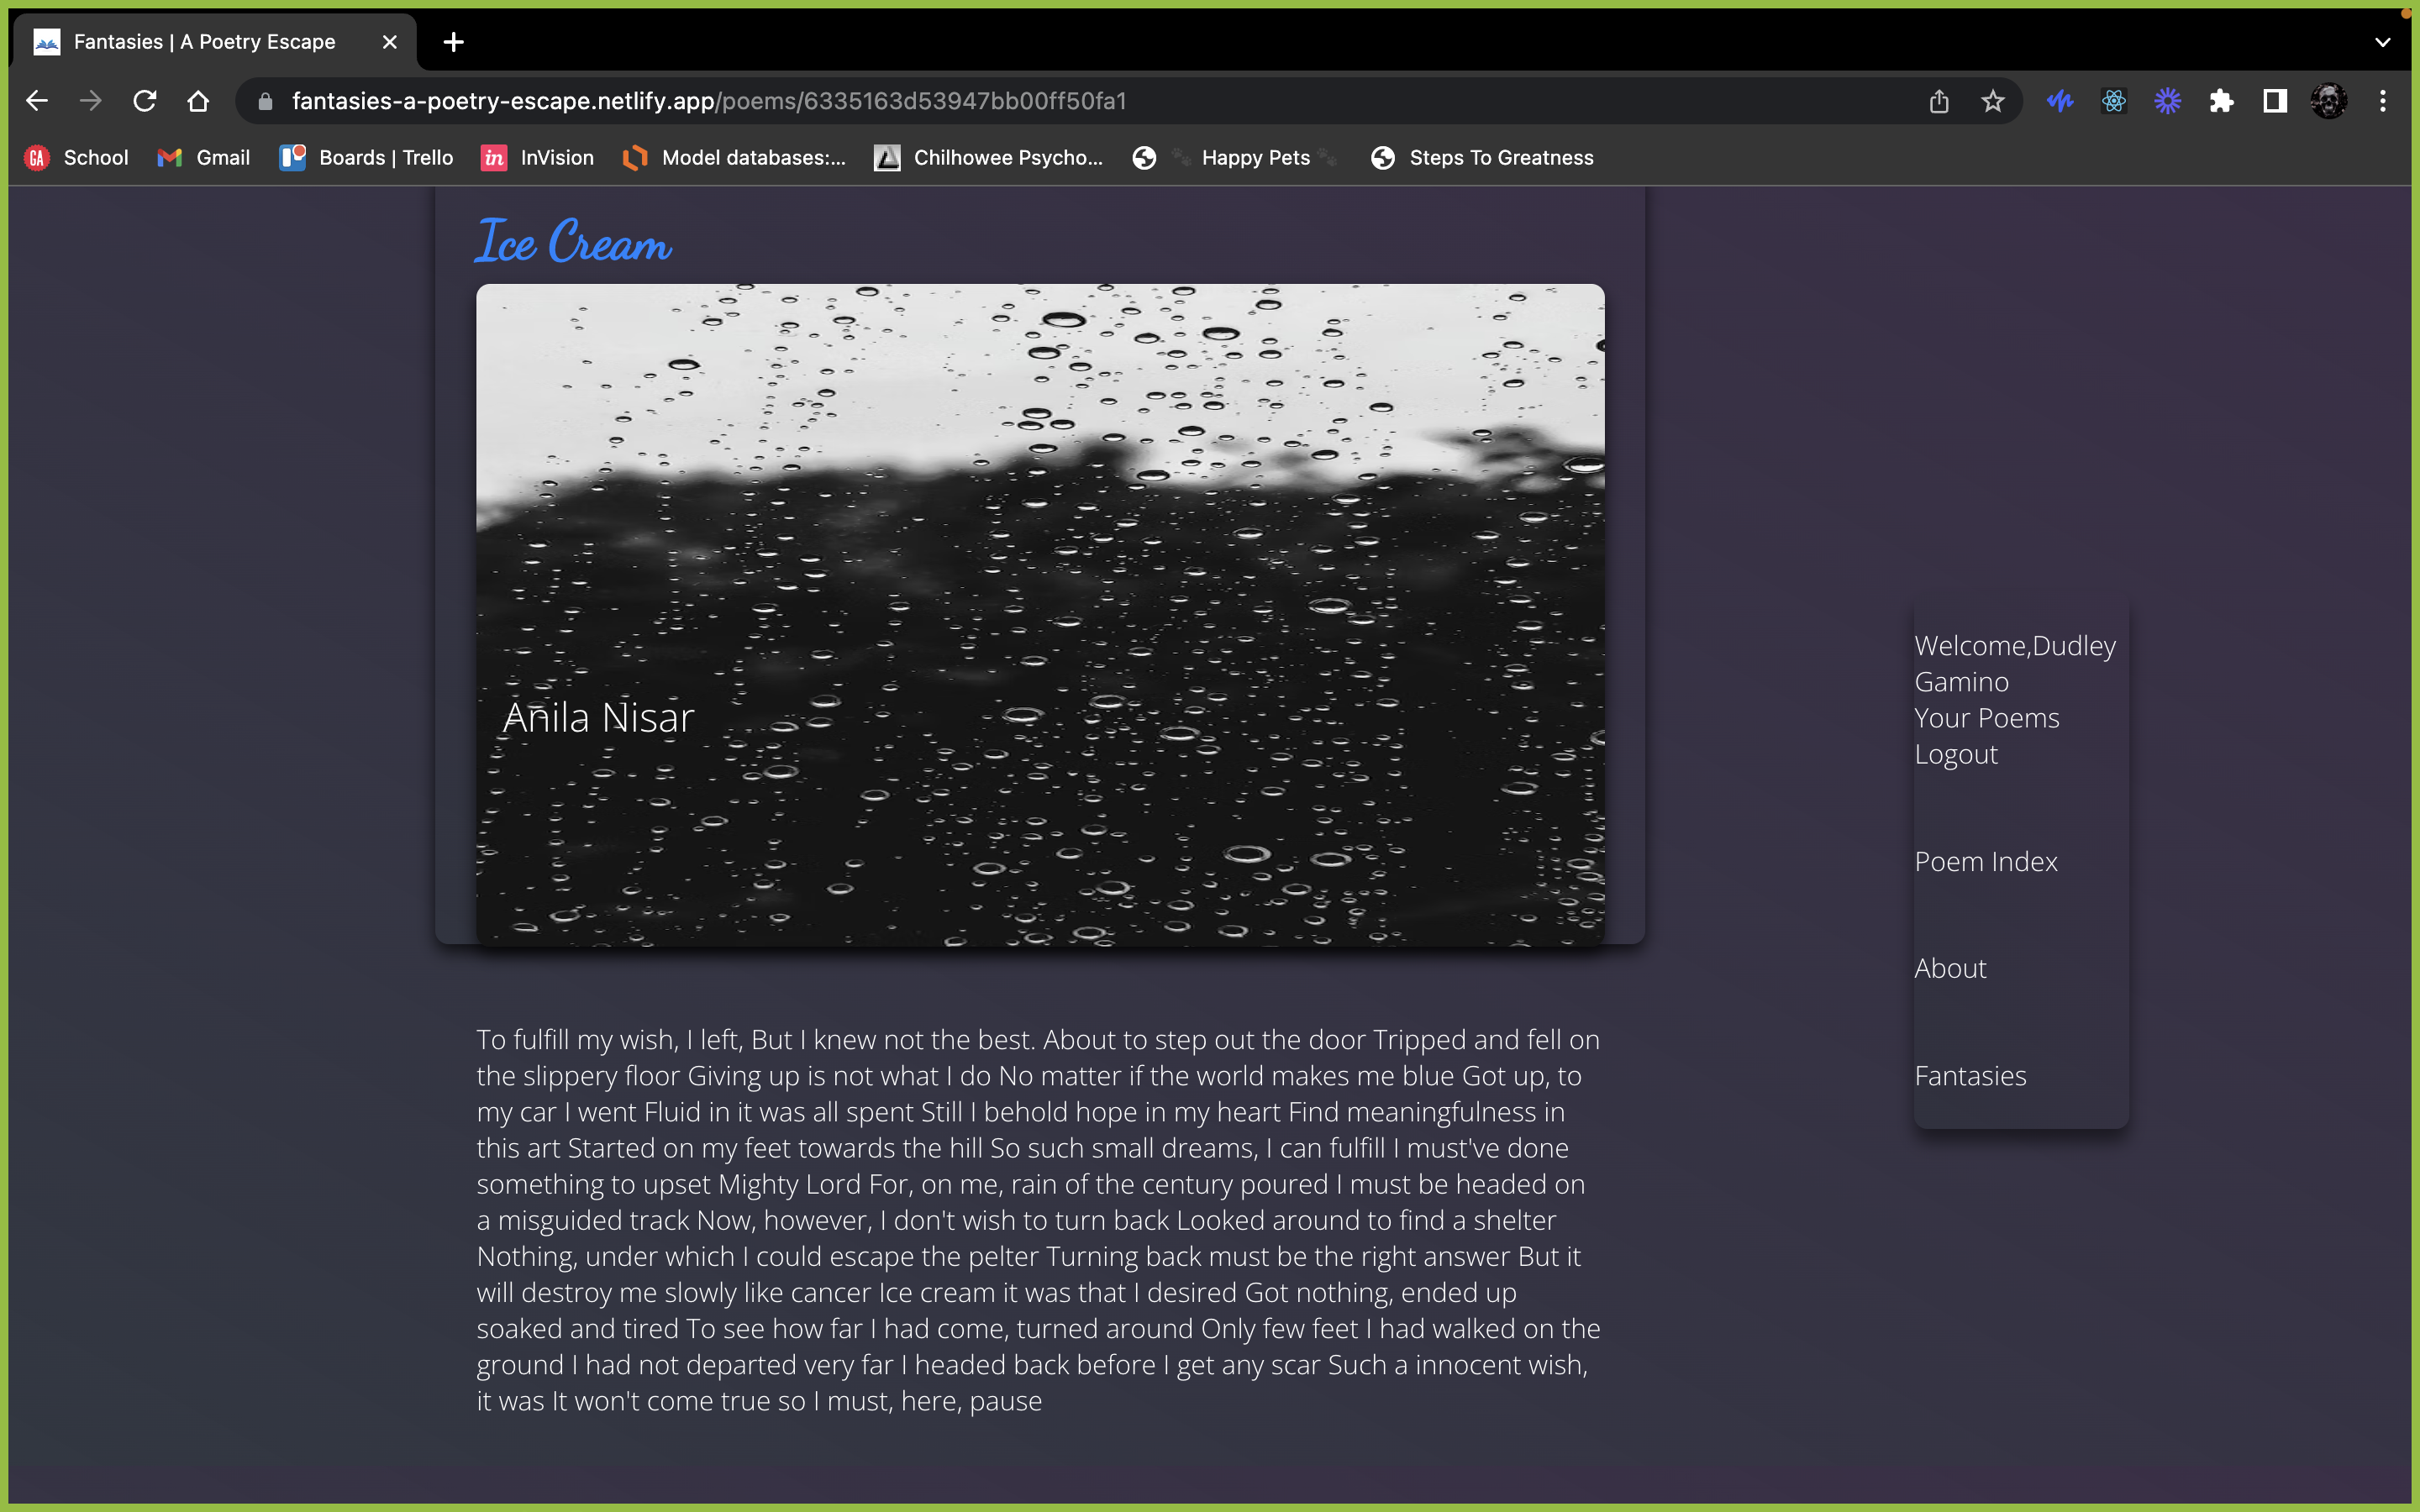 Fantasies | A Poetry Escape
fantasies-a-poetry-escape.netlify.app/poems/6335163d53947bb00ff50fa1
GA School Gmail Boards | Trello in InVision Model databases:... Chilhowee Psycho... Happy Pets Steps To Greatness
Ice Cream
Anila Nisar
To fulfill my wish, I left, But I knew not the best. About to step out the door Tripped and fell on
the slippery floor Giving up is not what I do No matter if the world makes me blue Got up, to
my car I went Fluid in it was all spent Still I behold hope in my heart Find meaningfulness in
this art Started on my feet towards the hill So such small dreams, I can fulfill I must've done
something to upset Mighty Lord For, on me, rain of the century poured I must be headed on
a misguided track Now, however, I don't wish to turn back Looked around to find a shelter
Nothing, under which I could escape the pelter Turning back must be the right answer But it
will destroy me slowly like cancer Ice cream it was that I desired Got nothing, ended up
soaked and tired To see how far I had come, turned around Only few feet I had walked on the
ground I had not departed very far I headed back before I get any scar Such a innocent wish,
it was It won't come true so I must, here, pause
Welcome,Dudley
Gamino
Your Poems
Logout
Poem Index
About
Fantasies